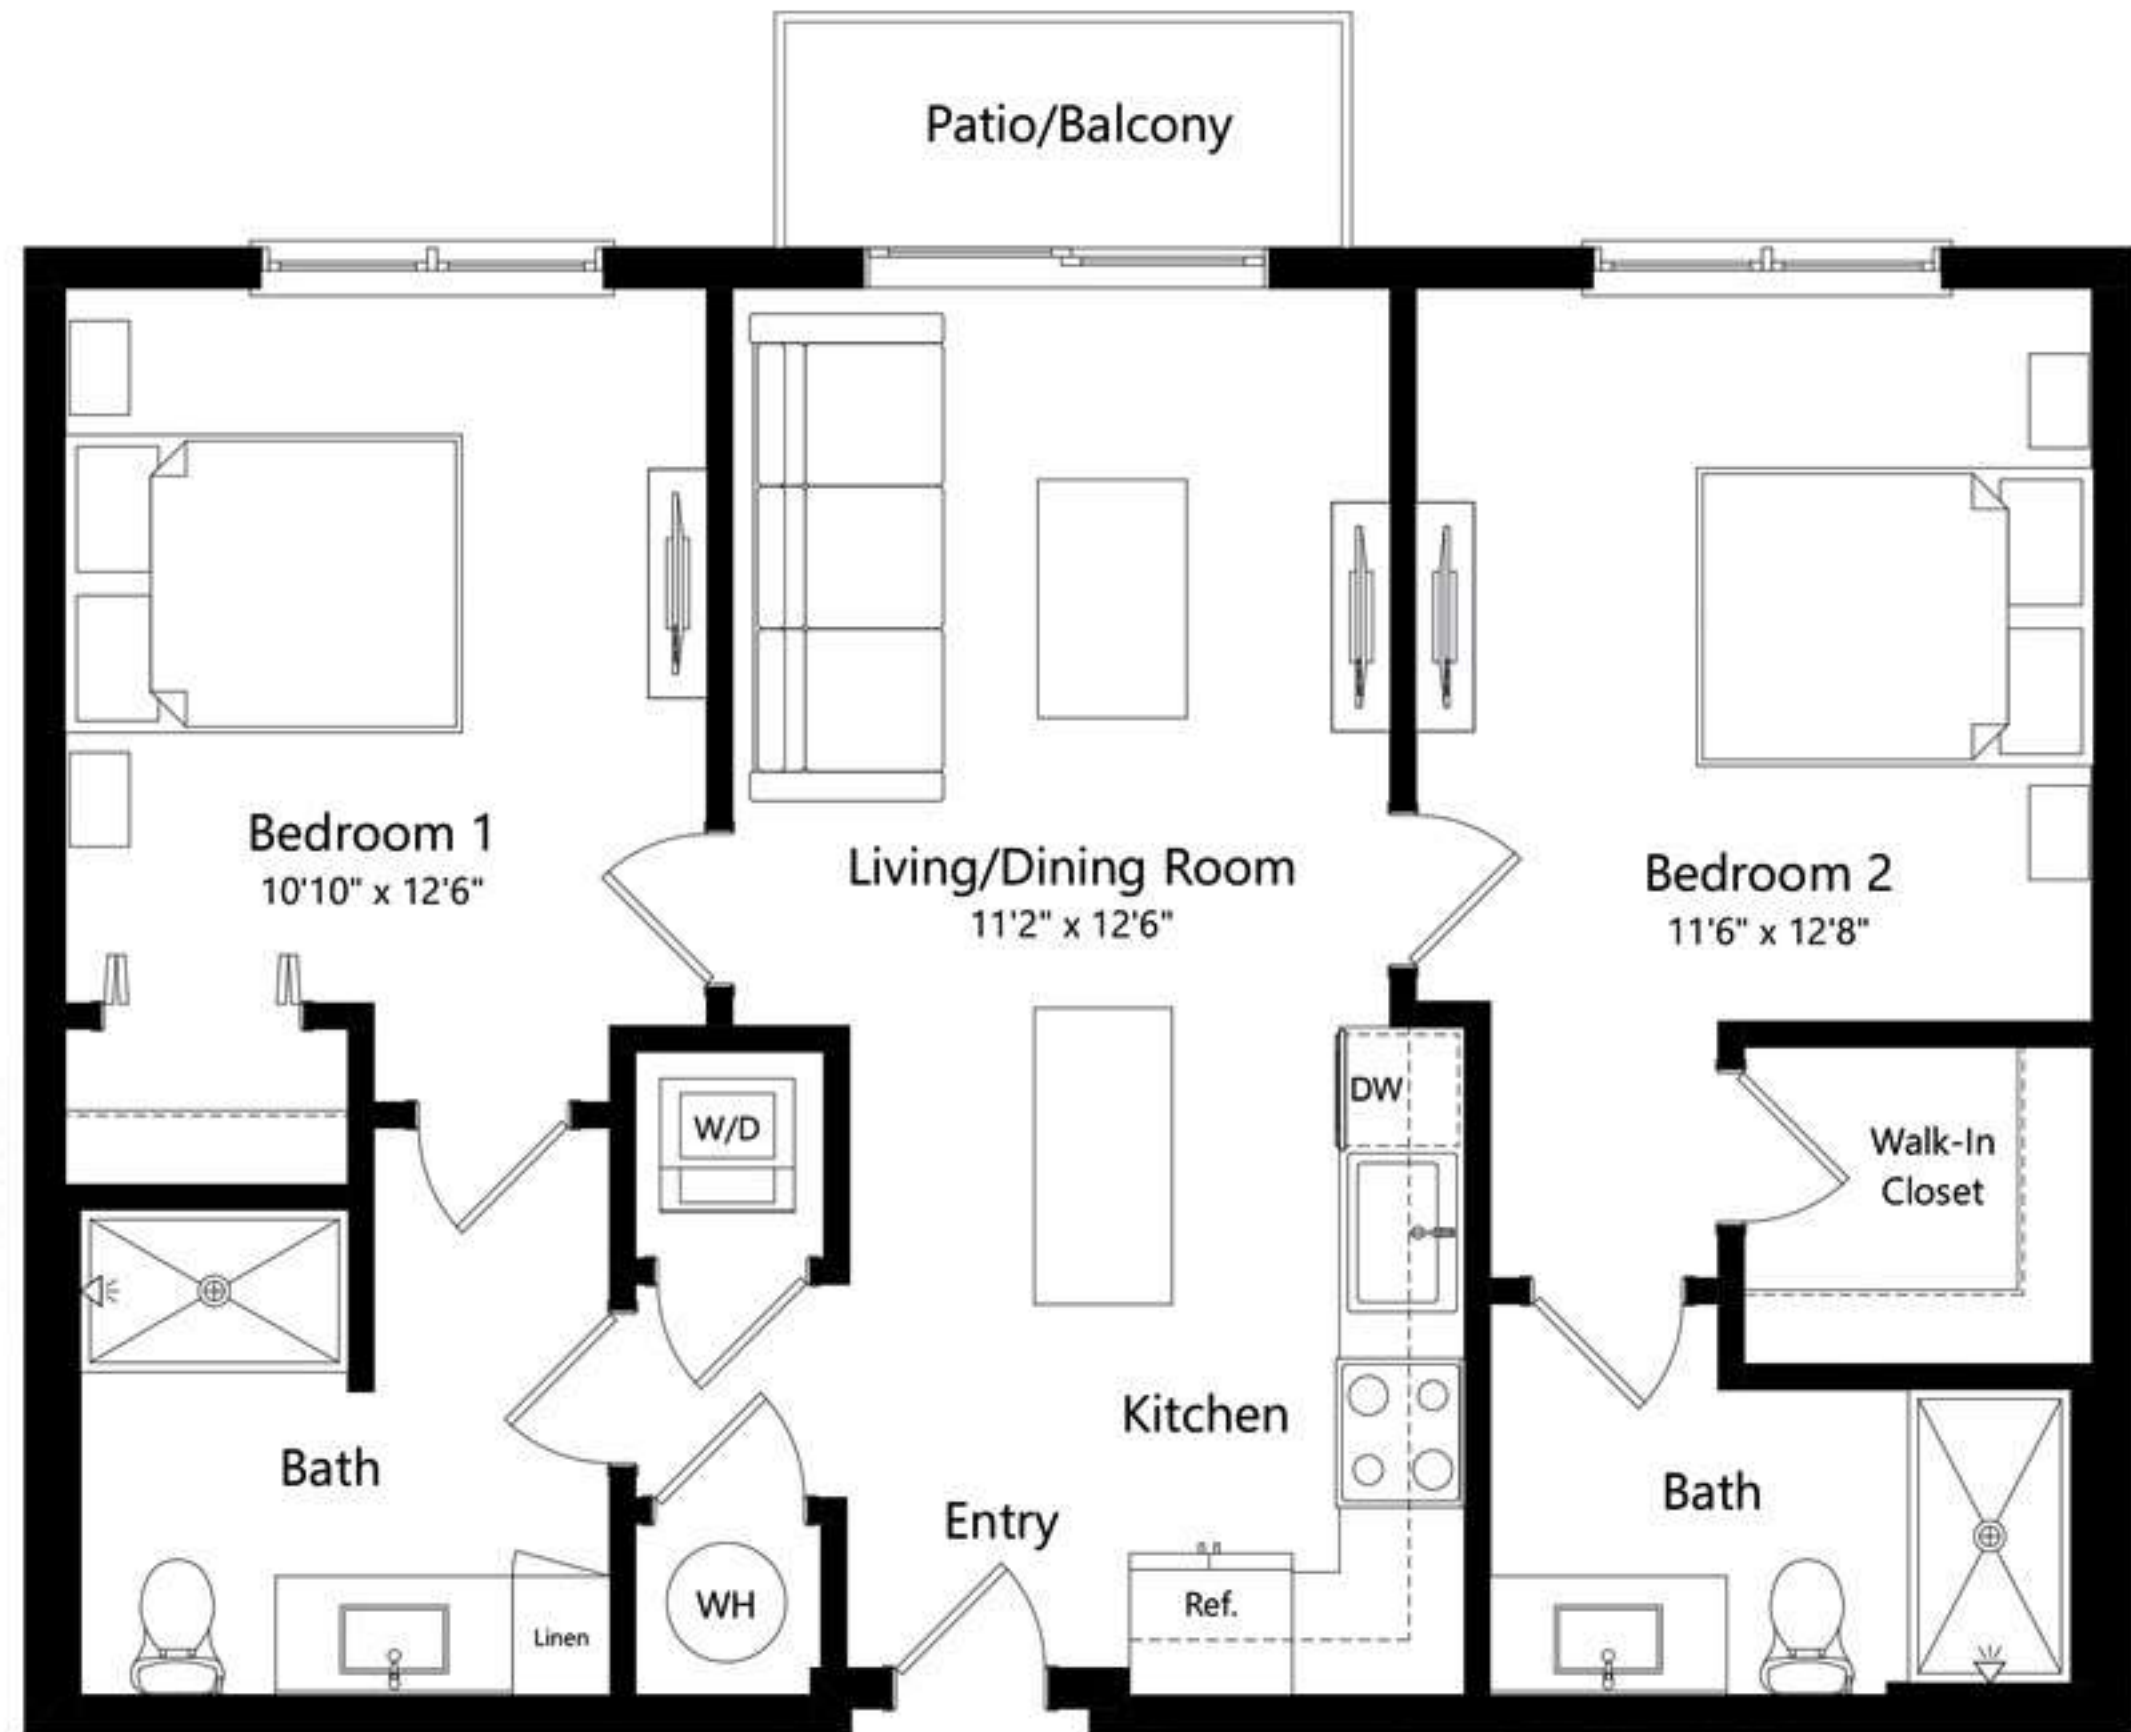 Patio/Balcony
Bedroom 1
10'10" x 12'6"
Living/Dining Room
11'2" x 12'6"
Bedroom 2
11'6" x 12'8"
W/D
DW
Walk-In
Closet
Kitchen
Bath
Entry
Bath
WH
Ref.
Linen